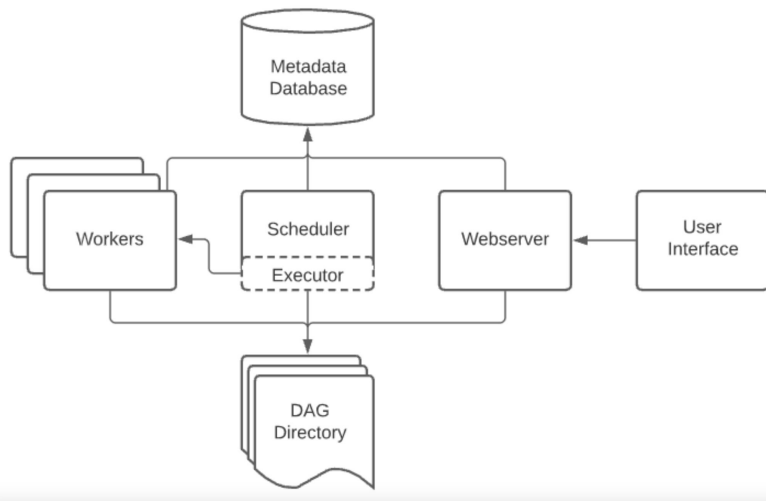 Metadata
Database
Workers
Scheduler
Executor
Webserver
User
Interface
DAG
Directory